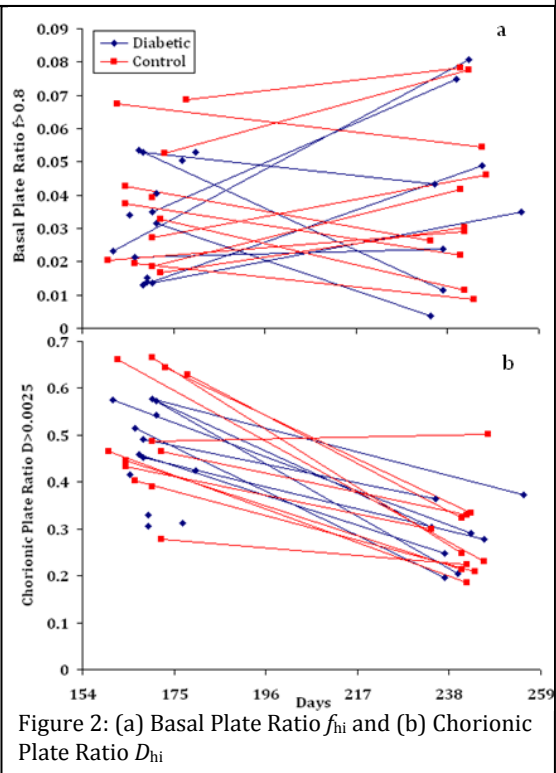 a
Diabetic
Control
Basal Plate Ratio f>0.8
0.09
0.08
0.07
0.06
0.05
0.04
0.03
0.02
0.01
0
b
Chorionic Plate Ratio D>0.0025
0.7
0.6
0.5
0.4
0.3
0.2
0.1
0
154 175 196 217 238 259
Days
Figure 2: (a) Basal Plate Ratio fhi and (b) Chorionic
Plate Ratio Dhi